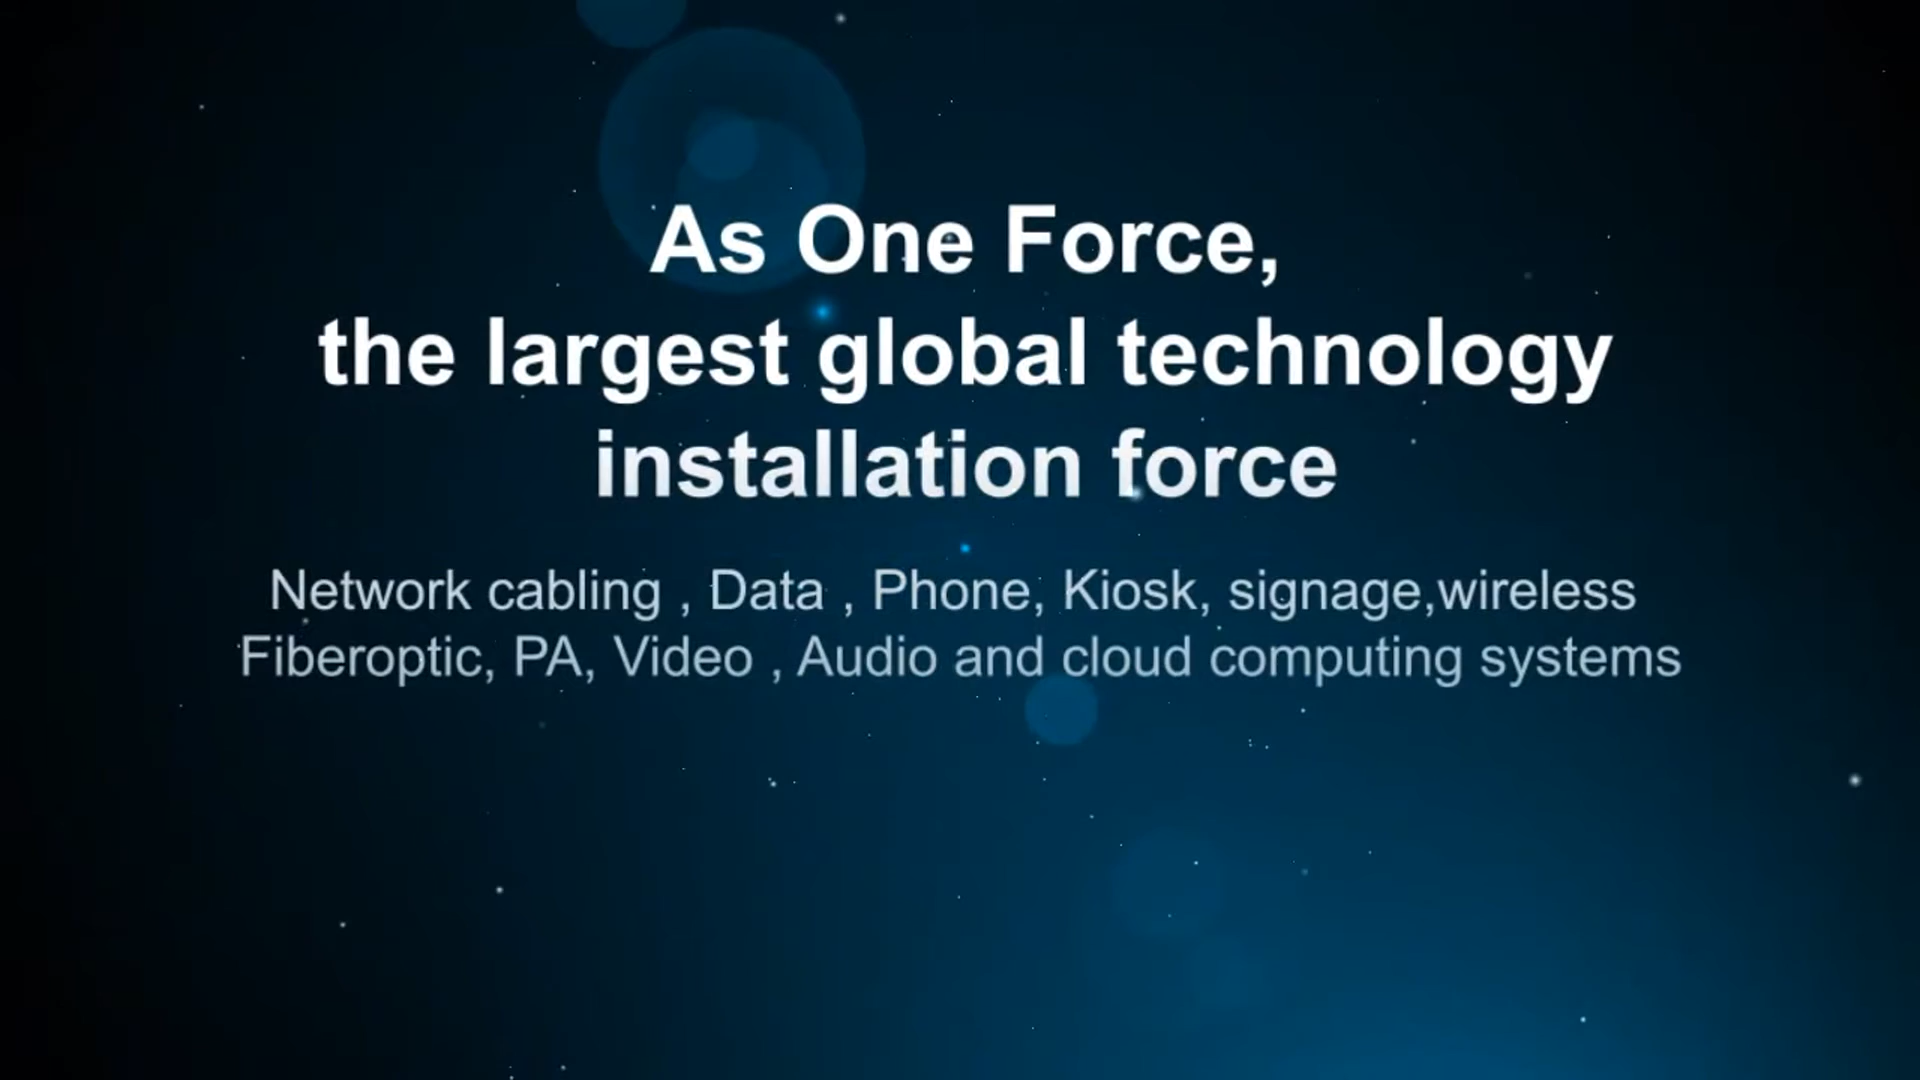 As One Force,
the largest global technology
installation force
Network cabling , Data , Phone, Kiosk, signage,wireless
Fiberoptic, PA, Video , Audio and cloud computing systems